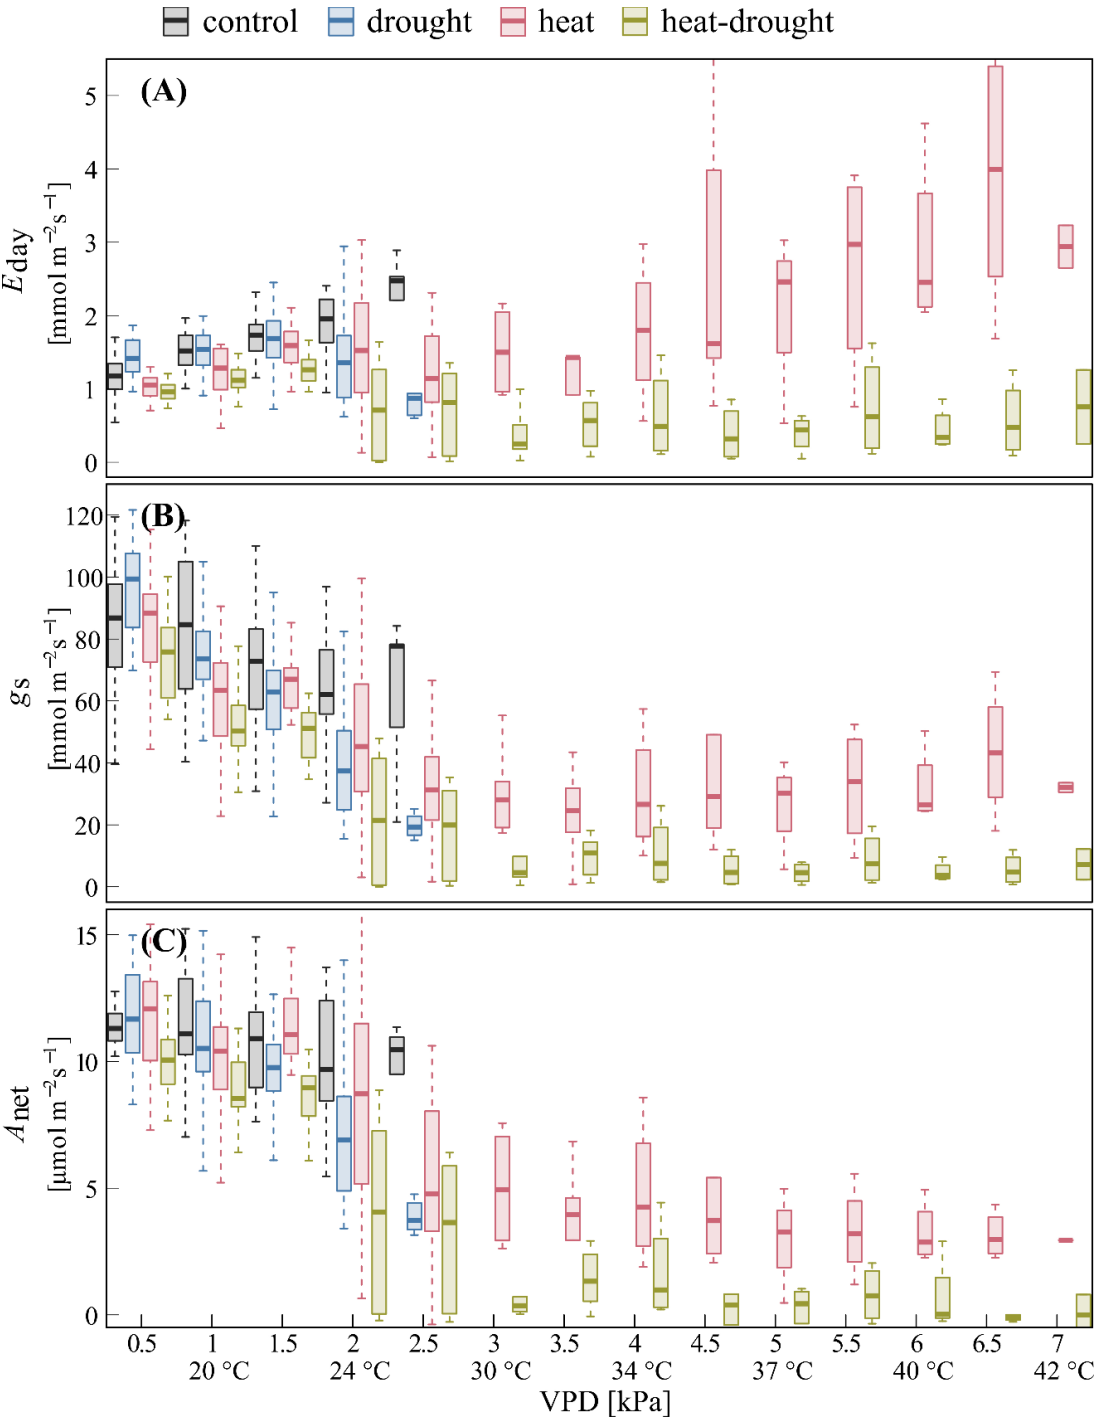 control drought heat heat-drought
(A)
5
4
3
2
1
0
Eday
[mmol m−2s−1]
(B)
120
100
80
60
40
20
0
gs
[mmol m−2s−1]
(C)
15
10
5
0
Anet
[μmol m−2s−1]
0.5 1 1.5 2 2.5 3 3.5 4 4.5 5 5.5 6 6.5 7
20 °C 24 °C 30 °C 34 °C 37 °C 40 °C 42 °C
VPD [kPa]